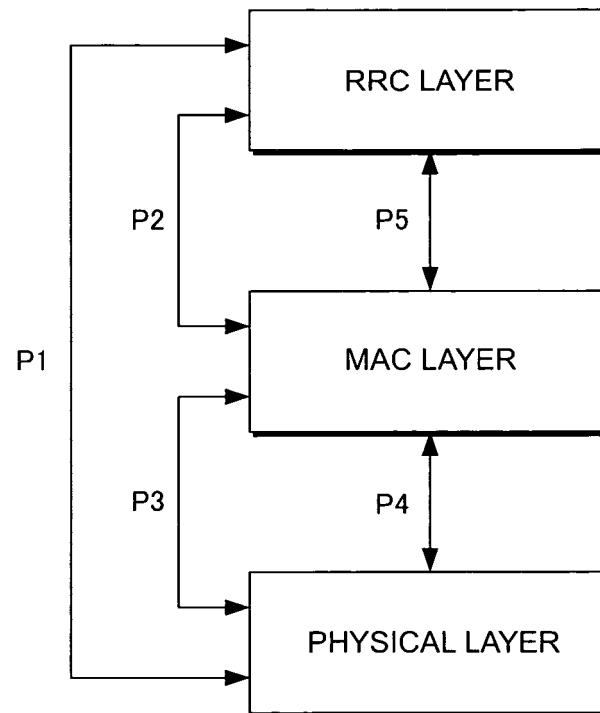 RRC LAYER
P2
P5
P1
MAC LAYER
P3
P4
PHYSICAL LAYER